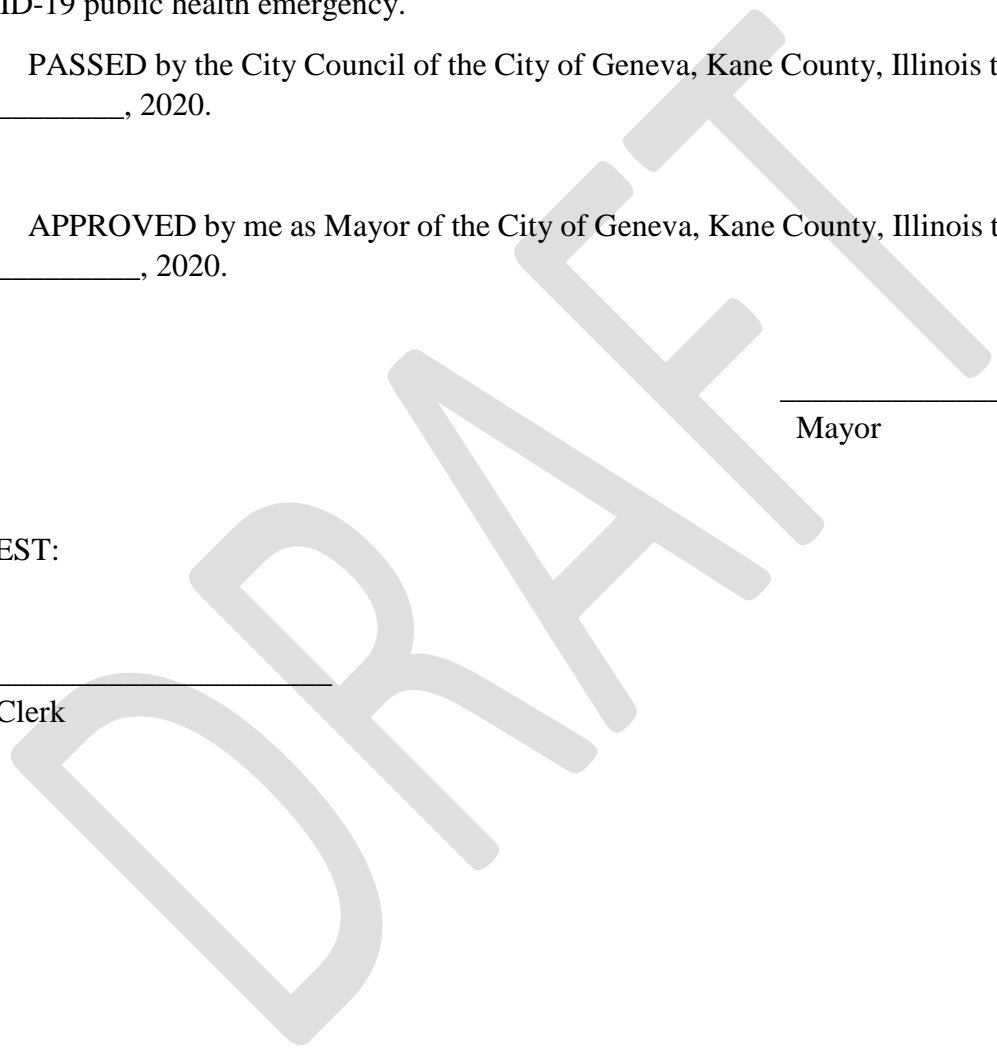 ID-19 public health emergency.
PASSED by the City Council of the City of Geneva, Kane County, Illinois t
________, 2020.
APPROVED by me as Mayor of the City of Geneva, Kane County, Illinois t
_________, 2020.
______________
Mayor
EST:
_____________________
Clerk
DRAFT